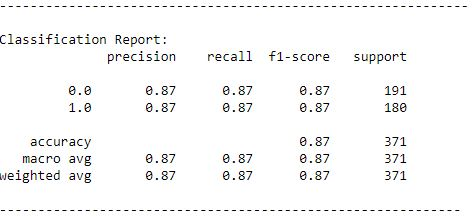 Classification Report:
precision recall f1-score support
0.0 0.87 0.87 0.87 191
1.0 0.87 0.87 0.87 180
accuracy 0.87 371
macro avg 0.87 0.87 0.87 371
weighted avg 0.87 0.87 0.87 371